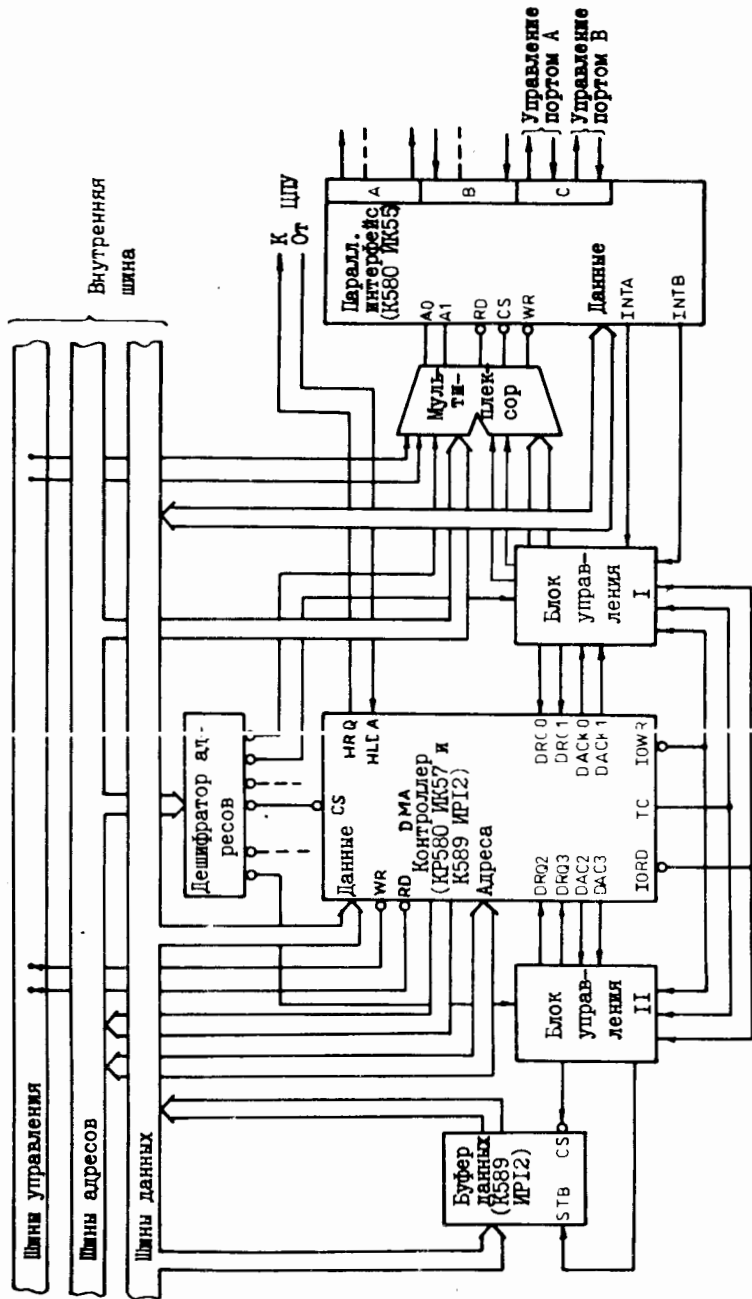 Шины управления
Шины адресов
Шины данных
Внутренняя
шина
К ЦПУ
От
Дешифратор ад-
ресов
Буфер
данных
(К589
ИР12)
STB
CS
Блок
управ-
ления
II
CS
Данные
WR
RD
DMA
Контроллер
(КР580 ИК57 и
К589 ИР12)
Адреса
HRQ
HLDA
DRQ2
DRQ3
DAC2
DAC3
DRQ0
DRQ1
DACK0
DACK1
IORD
TC
IOWR
Блок
управ-
ления
I
Муль-
ти-
плек-
сор
Паралл.
интерфейс
(К580 ИК55)
A0
A1
RD
CS
WR
Данные
INTA
INTB
A
B
C
Управление
портом А
Управление
портом В